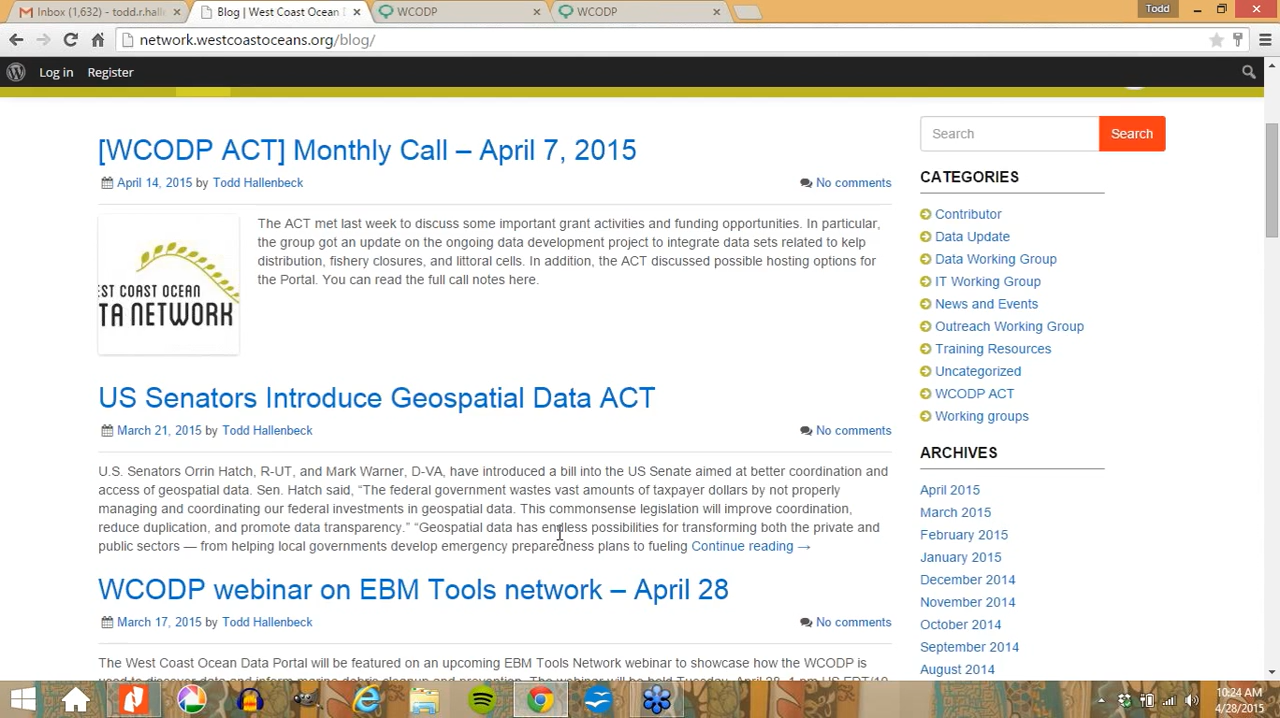 Inbox (1,632) - todd.r.hall
Blog | West Coast Ocean
WCODP
WCODP
Todd
network.westcoastoceans.org/blog/
Log in
Register
[WCODP ACT] Monthly Call – April 7, 2015
April 14, 2015 by Todd Hallenbeck
No comments
EST COAST OCEAN
TA NETWORK
The ACT met last week to discuss some important grant activities and funding opportunities. In particular,
the group got an update on the ongoing data development project to integrate data sets related to kelp
distribution, fishery closures, and littoral cells. In addition, the ACT discussed possible hosting options for
the Portal. You can read the full call notes here.
US Senators Introduce Geospatial Data ACT
March 21, 2015 by Todd Hallenbeck
No comments
U.S. Senators Orrin Hatch, R-UT, and Mark Warner, D-VA, have introduced a bill into the US Senate aimed at better coordination and
access of geospatial data. Sen. Hatch said, “The federal government wastes vast amounts of taxpayer dollars by not properly
managing and coordinating our federal investments in geospatial data. This commonsense legislation will improve coordination,
reduce duplication, and promote data transparency.” “Geospatial data has endless possibilities for transforming both the private and
public sectors — from helping local governments develop emergency preparedness plans to fueling Continue reading →
WCODP webinar on EBM Tools network – April 28
March 17, 2015 by Todd Hallenbeck
No comments
The West Coast Ocean Data Portal will be featured on an upcoming EBM Tools Network webinar to showcase how the WCODP is
Search
Search
CATEGORIES
Contributor
Data Update
Data Working Group
IT Working Group
News and Events
Outreach Working Group
Training Resources
Uncategorized
WCODP ACT
Working groups
ARCHIVES
April 2015
March 2015
February 2015
January 2015
December 2014
November 2014
October 2014
September 2014
August 2014
10:24 AM
4/28/2015